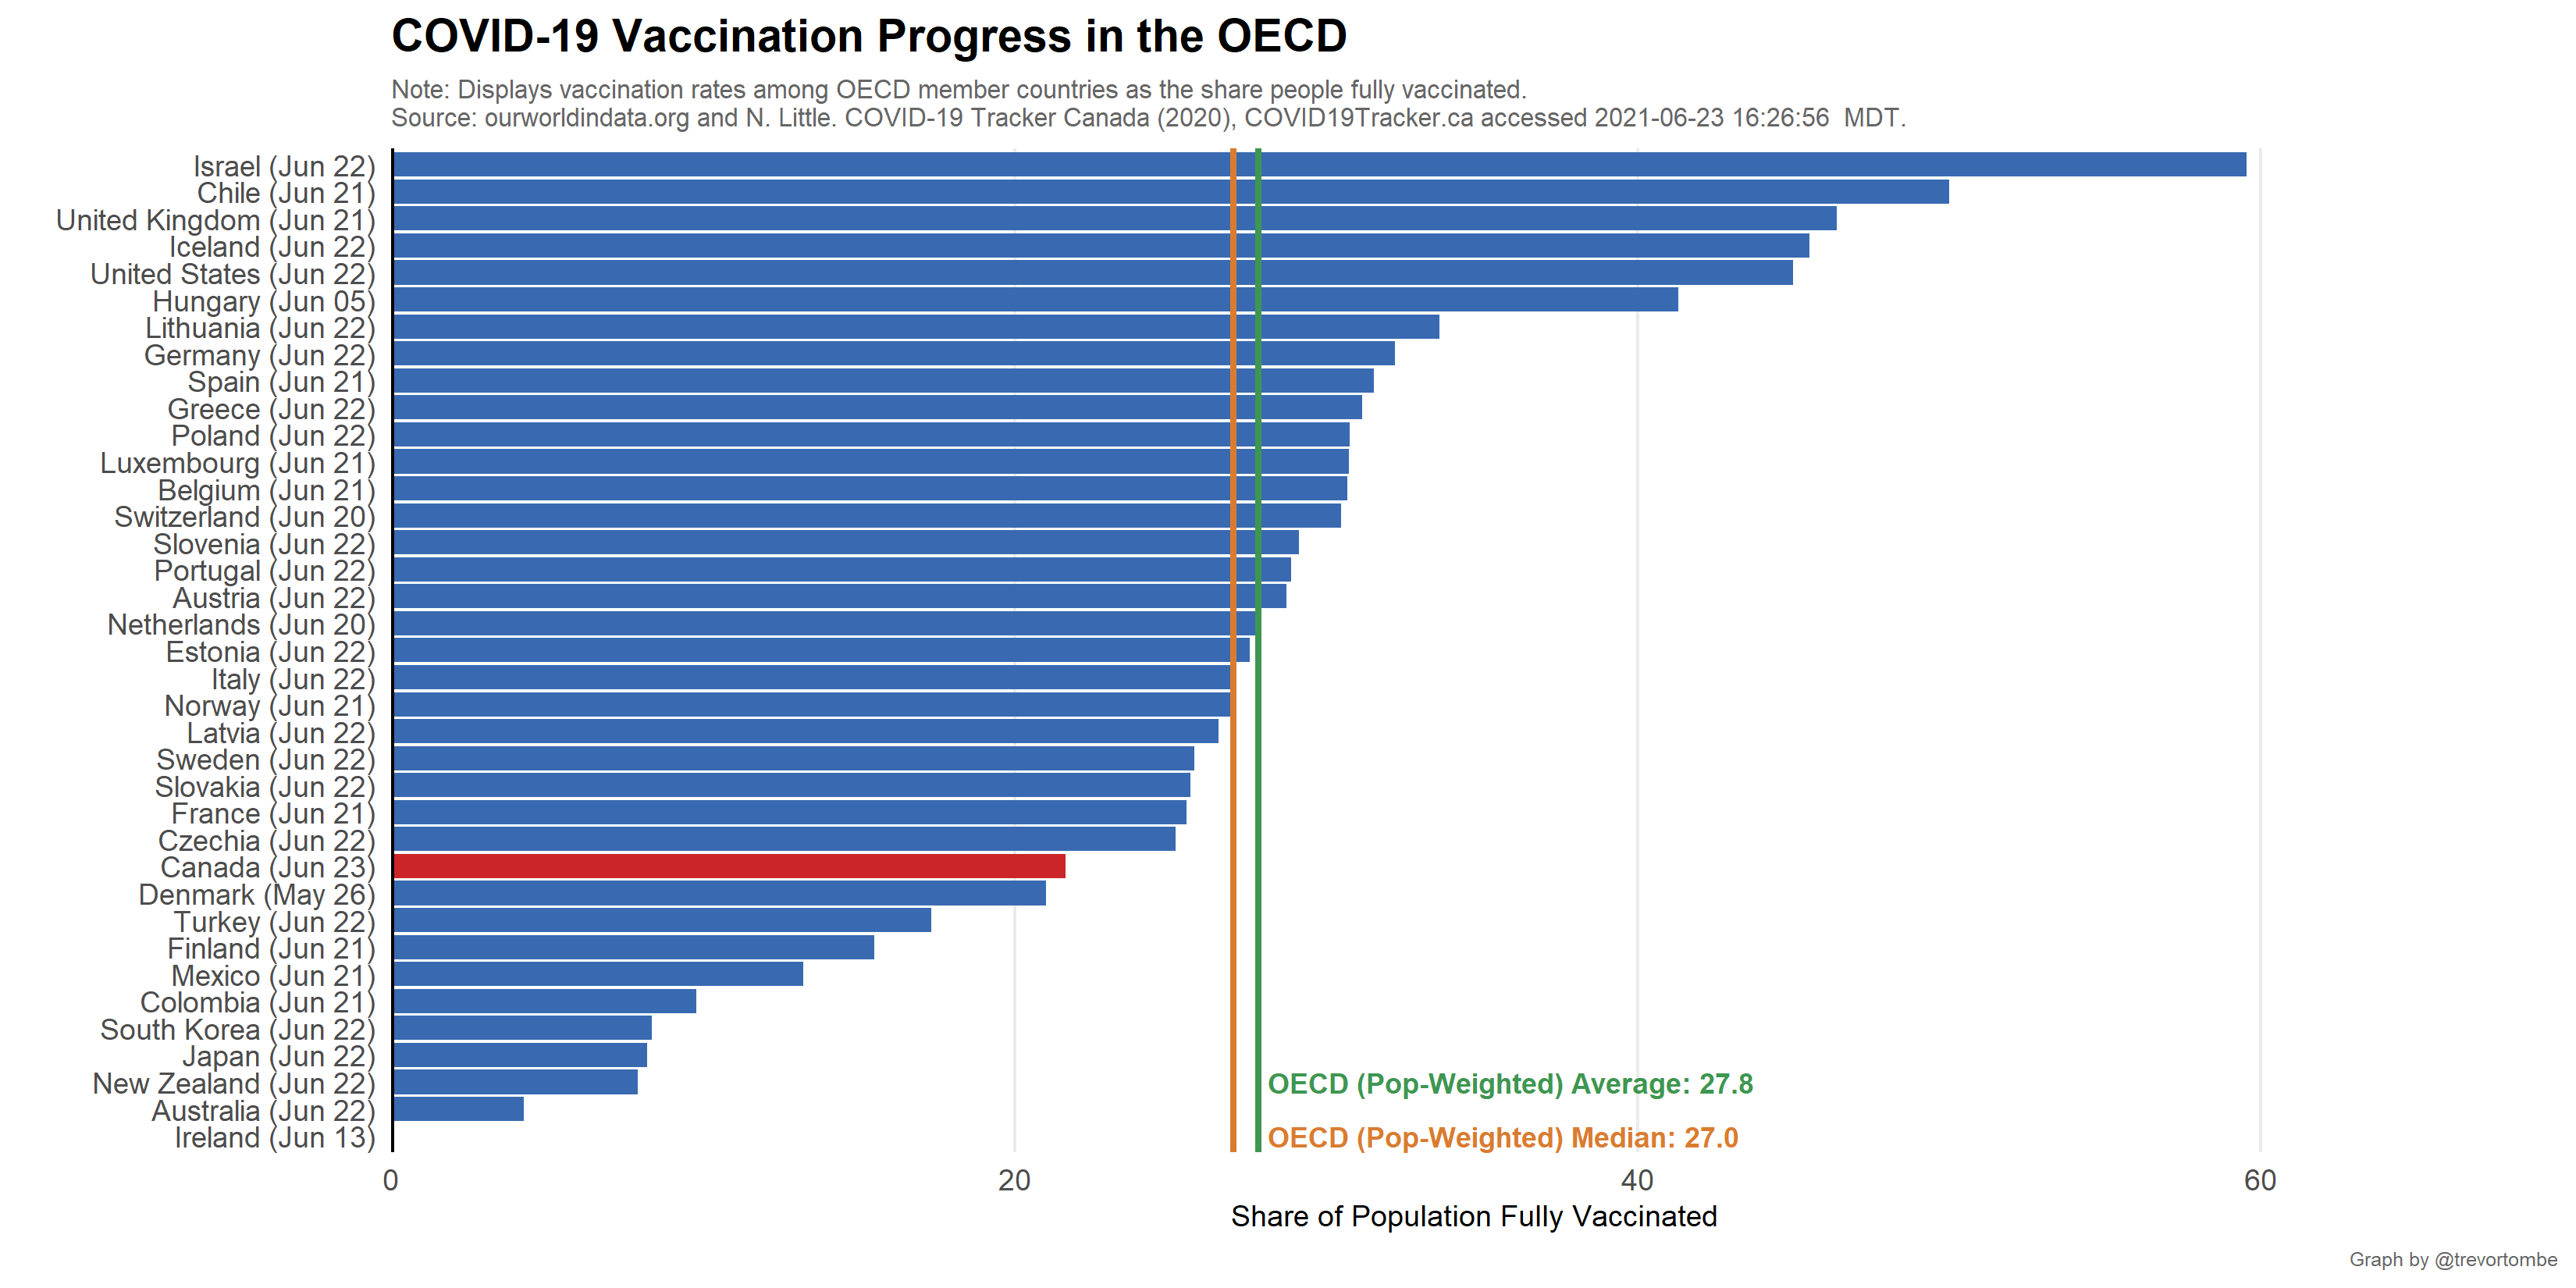 COVID-19 Vaccination Progress in the OECD
Note: Displays vaccination rates among OECD member countries as the share people fully vaccinated.
Source: ourworldindata.org and N. Little. COVID-19 Tracker Canada (2020), COVID19Tracker.ca accessed 2021-06-23 16:26:56  MDT.
Israel (Jun 22)
Chile (Jun 21)
United Kingdom (Jun 21)
Iceland (Jun 22)
United States (Jun 22)
Hungary (Jun 05)
Lithuania (Jun 22)
Germany (Jun 22)
Spain (Jun 21)
Greece (Jun 22)
Poland (Jun 22)
Luxembourg (Jun 21)
Belgium (Jun 21)
Switzerland (Jun 20)
Slovenia (Jun 22)
Portugal (Jun 22)
Austria (Jun 22)
Netherlands (Jun 20)
Estonia (Jun 22)
Italy (Jun 22)
Norway (Jun 21)
Latvia (Jun 22)
Sweden (Jun 22)
Slovakia (Jun 22)
France (Jun 21)
Czechia (Jun 22)
Canada (Jun 23)
Denmark (May 26)
Turkey (Jun 22)
Finland (Jun 21)
Mexico (Jun 21)
Colombia (Jun 21)
South Korea (Jun 22)
Japan (Jun 22)
New Zealand (Jun 22)
Australia (Jun 22)
Ireland (Jun 13)
OECD (Pop-Weighted) Average: 27.8
OECD (Pop-Weighted) Median: 27.0
0 20 40 60
Share of Population Fully Vaccinated
Graph by @trevortombe